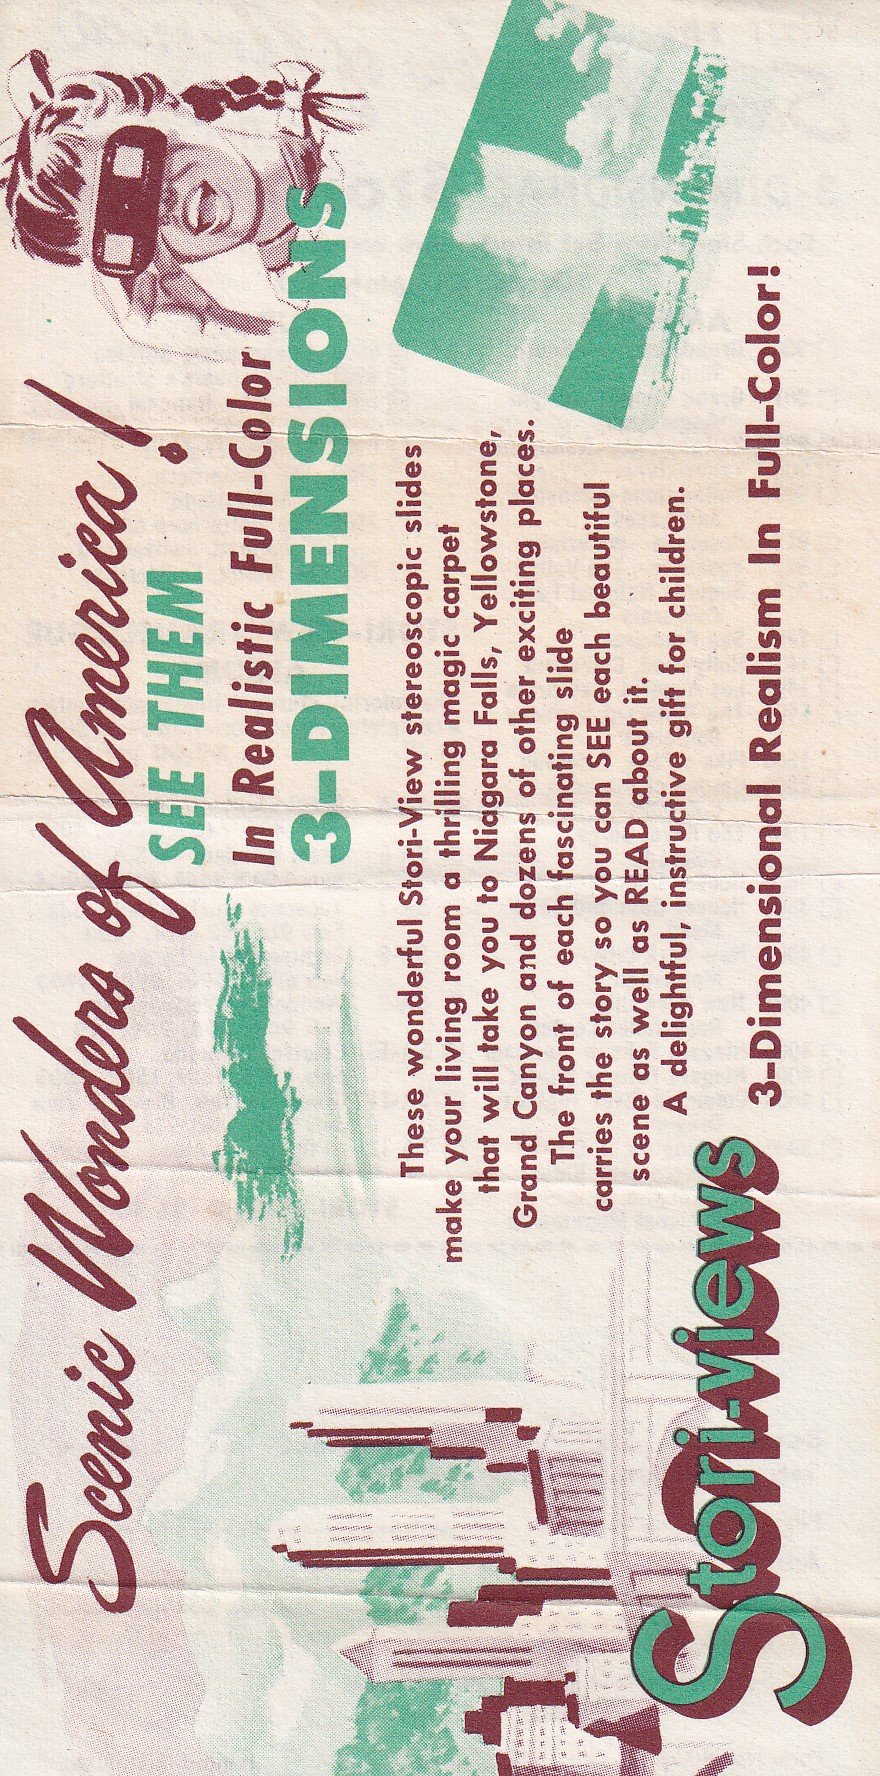 Scenic Wonders of America!
SEE THEM
In Realistic Full-Color
3-DIMENSIONS
These wonderful Stori-View stereoscopic slides
make your living room a thrilling magic carpet
that will take you to Niagara Falls, Yellowstone,
Grand Canyon and dozens of other exciting places.
The front of each fascinating slide
carries the story so you can SEE each beautiful
scene as well as READ about it.
A delightful, instructive gift for children.
Stori-views 3-Dimensional Realism In Full-Color!